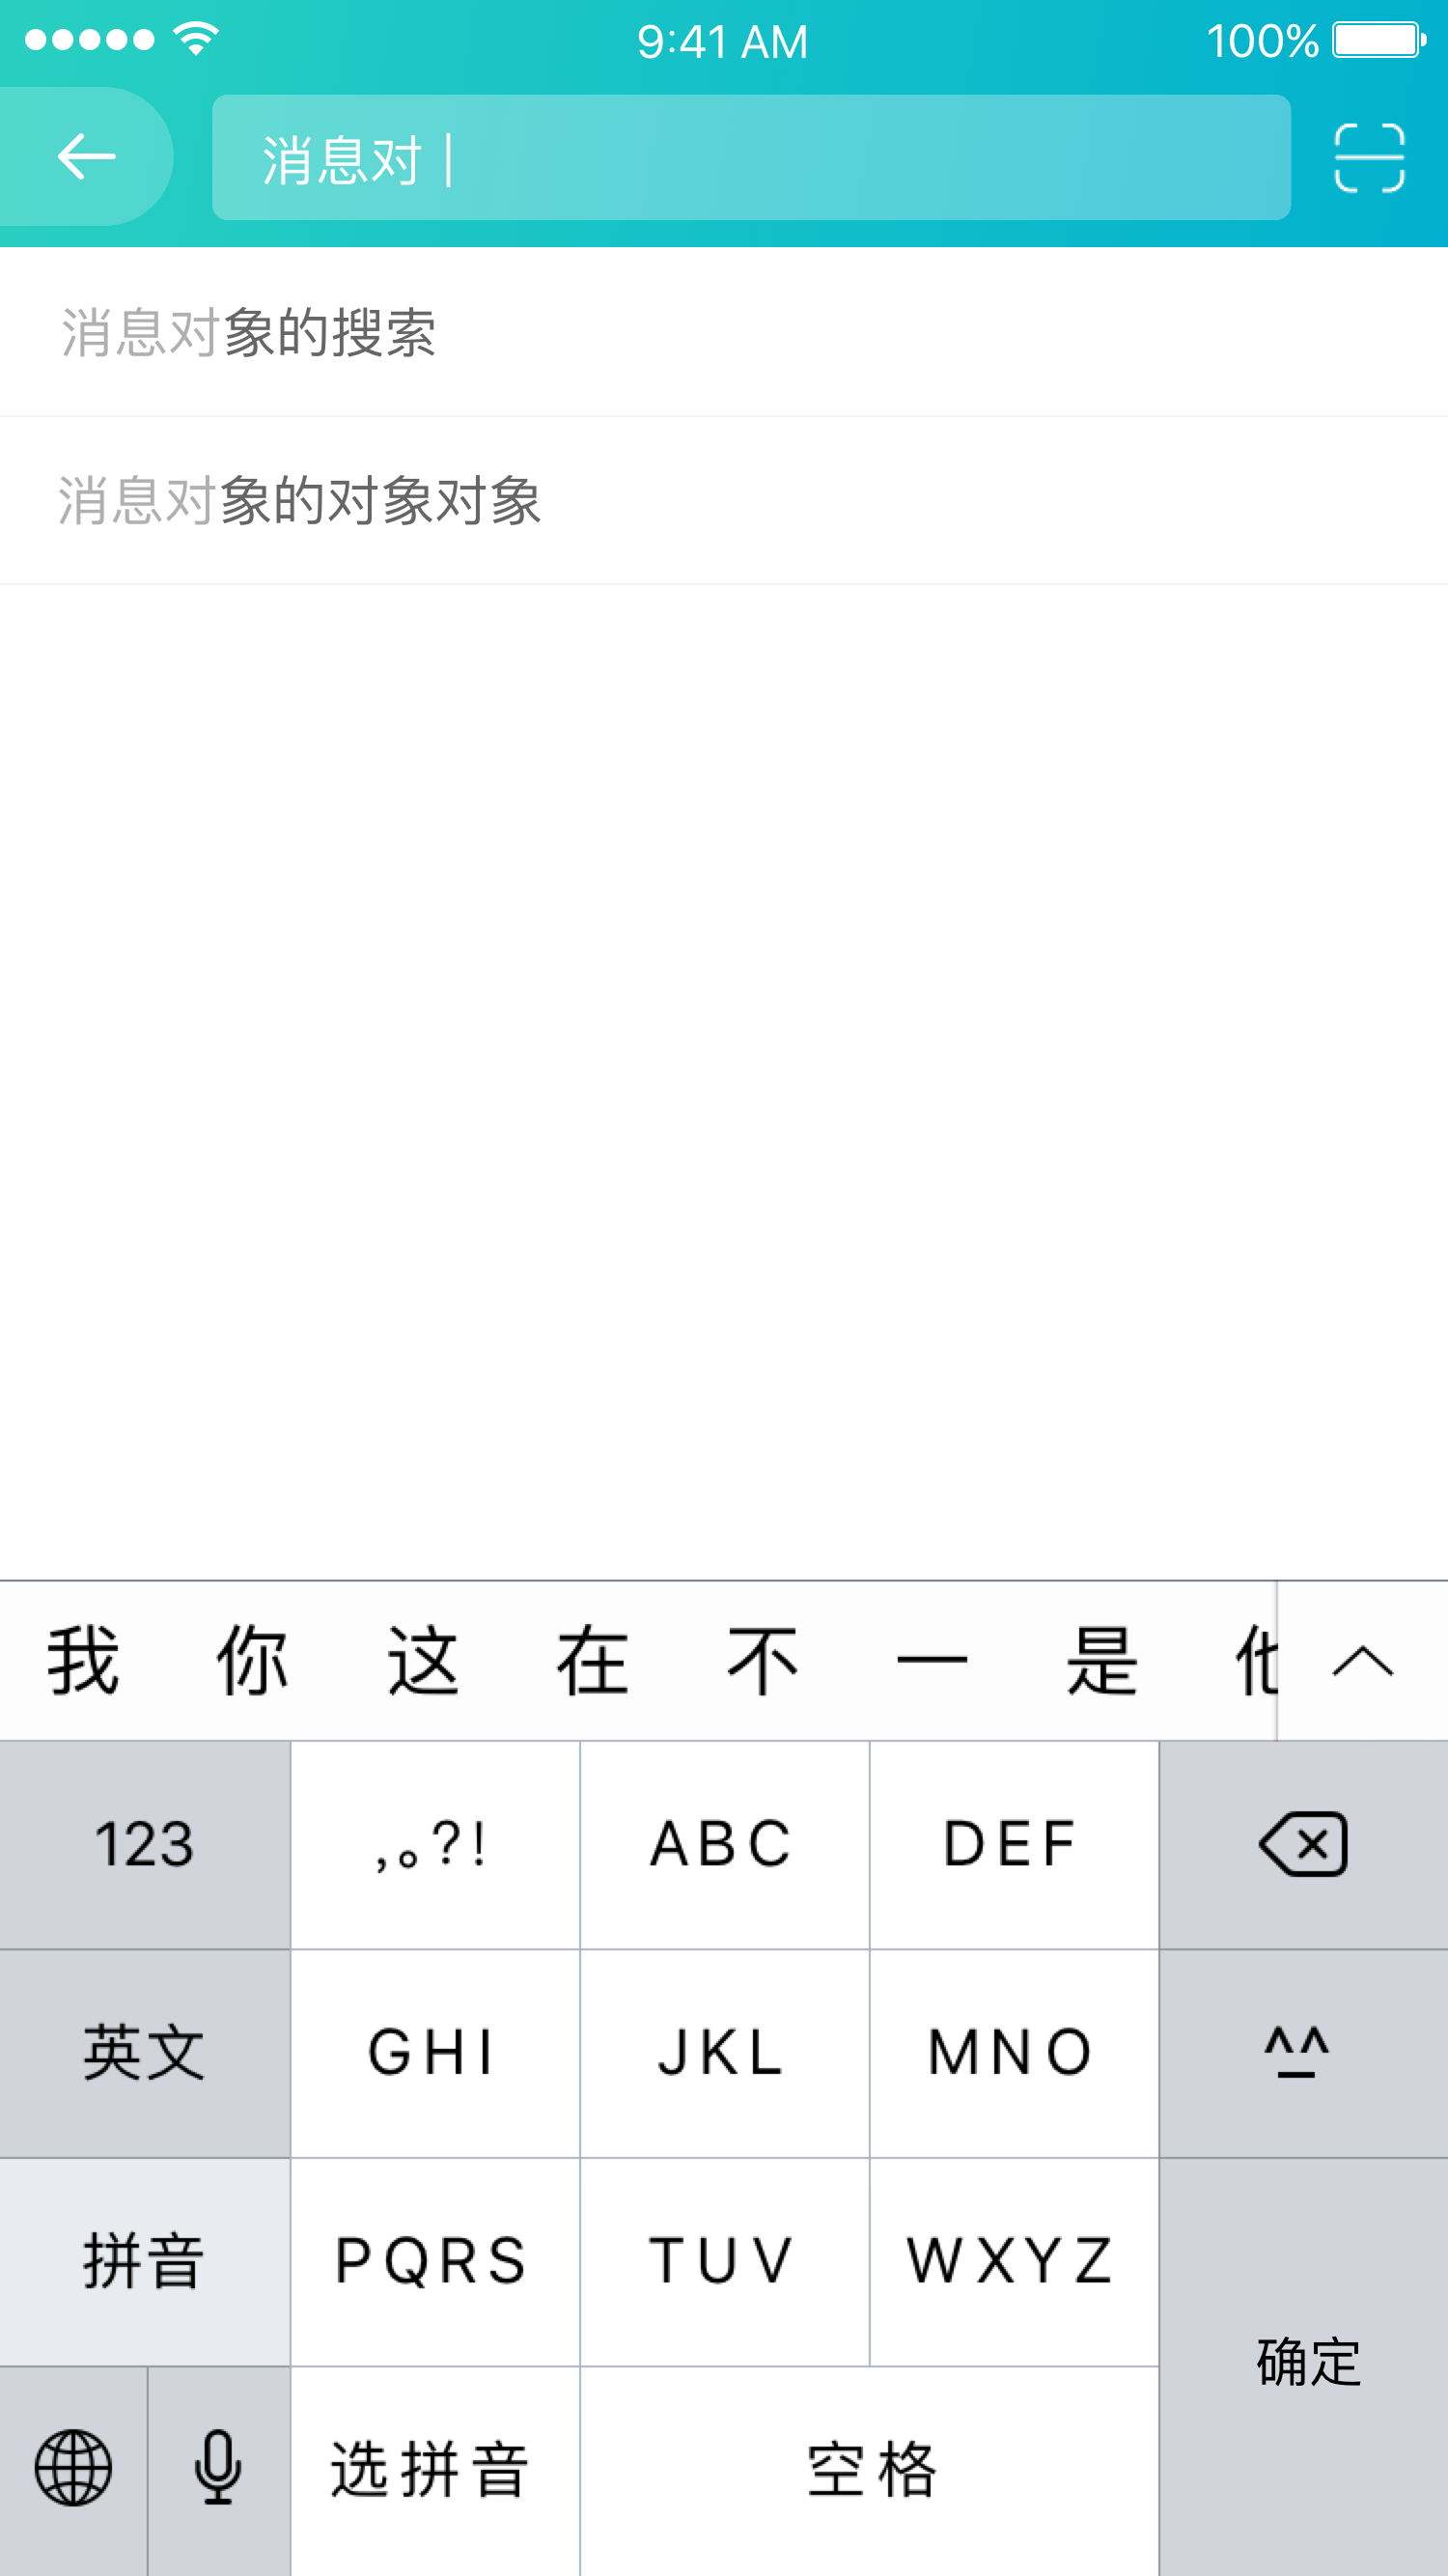 9:41 AM 100%
消息对
消息对象的搜索
消息对象的对象对象
我 你 这 在 不 一 是 他
123 ,。?! ABC DEF
英文 GHI JKL MNO ^_^
拼音 PQRS TUV WXYZ
确定
选拼音 空格